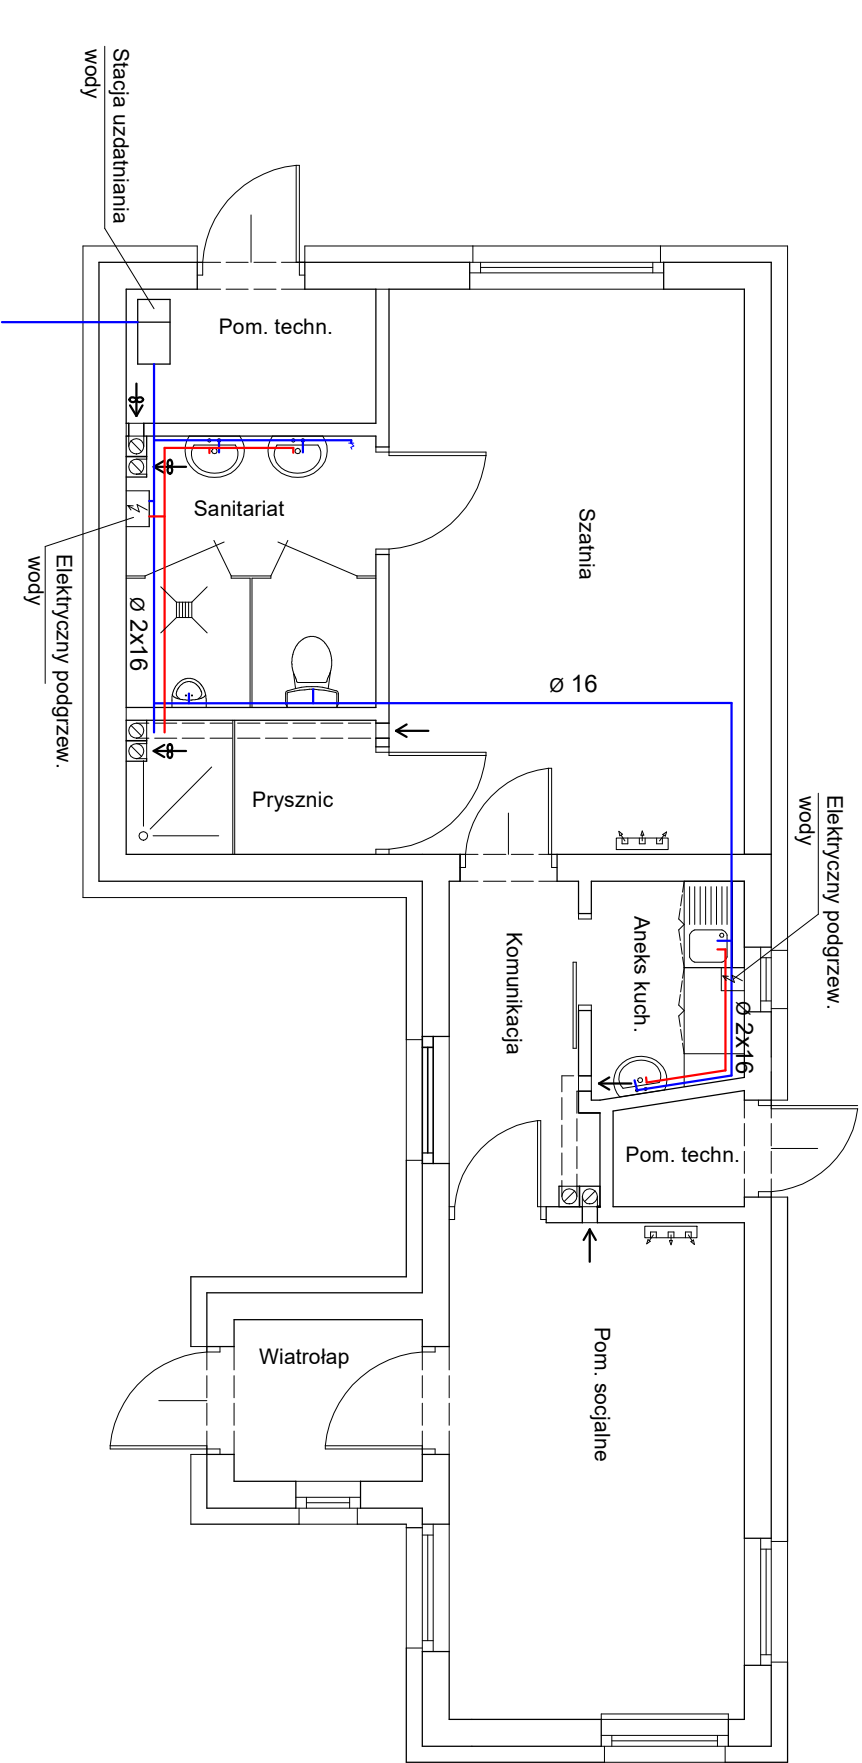 Stacja uzdatniania
wody
Pom. techn.
Sanitariat
Szatnia
Elektryczny podgrzew.
wody
Ø 2x16
Ø 16
Prysznic
Elektryczny podgrzew.
wody
Aneks kuch.
Komunikacja
Ø 2x16
Pom. techn.
Wiatrołap
Pom. socjalne